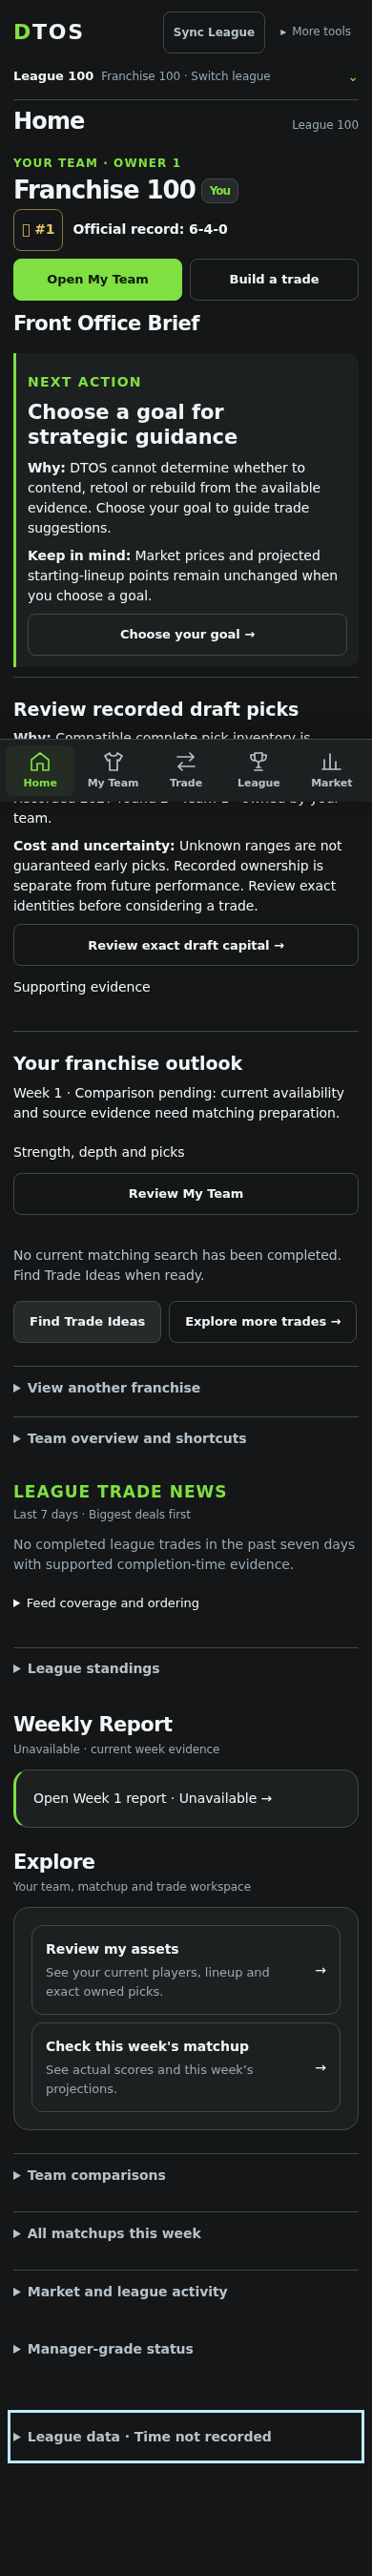 DTOS
Sync League
▸ More tools
League 100 Franchise 100 · Switch league
Home
League 100
YOUR TEAM · OWNER 1
Franchise 100 You
#1 Official record: 6-4-0
Open My Team
Build a trade
Front Office Brief
NEXT ACTION
Choose a goal for
strategic guidance
Why: DTOS cannot determine whether to
contend, retool or rebuild from the available
evidence. Choose your goal to guide trade
suggestions.
Keep in mind: Market prices and projected
starting-lineup points remain unchanged when
you choose a goal.
Choose your goal →
Review recorded draft picks
Why: Compatible complete pick inventory is
Home
My Team
Trade
League
Market
team.
Cost and uncertainty: Unknown ranges are not
guaranteed early picks. Recorded ownership is
separate from future performance. Review exact
identities before considering a trade.
Review exact draft capital →
Supporting evidence
Your franchise outlook
Week 1 · Comparison pending: current availability
and source evidence need matching preparation.
Strength, depth and picks
Review My Team
No current matching search has been completed.
Find Trade Ideas when ready.
Find Trade Ideas
Explore more trades →
▸ View another franchise
▸ Team overview and shortcuts
LEAGUE TRADE NEWS
Last 7 days · Biggest deals first
No completed league trades in the past seven days
with supported completion-time evidence.
▸ Feed coverage and ordering
▸ League standings
Weekly Report
Unavailable · current week evidence
Open Week 1 report · Unavailable →
Explore
Your team, matchup and trade workspace
Review my assets
See your current players, lineup and
exact owned picks.
→
Check this week's matchup
See actual scores and this week’s
projections.
→
▸ Team comparisons
▸ All matchups this week
▸ Market and league activity
▸ Manager-grade status
▸ League data · Time not recorded